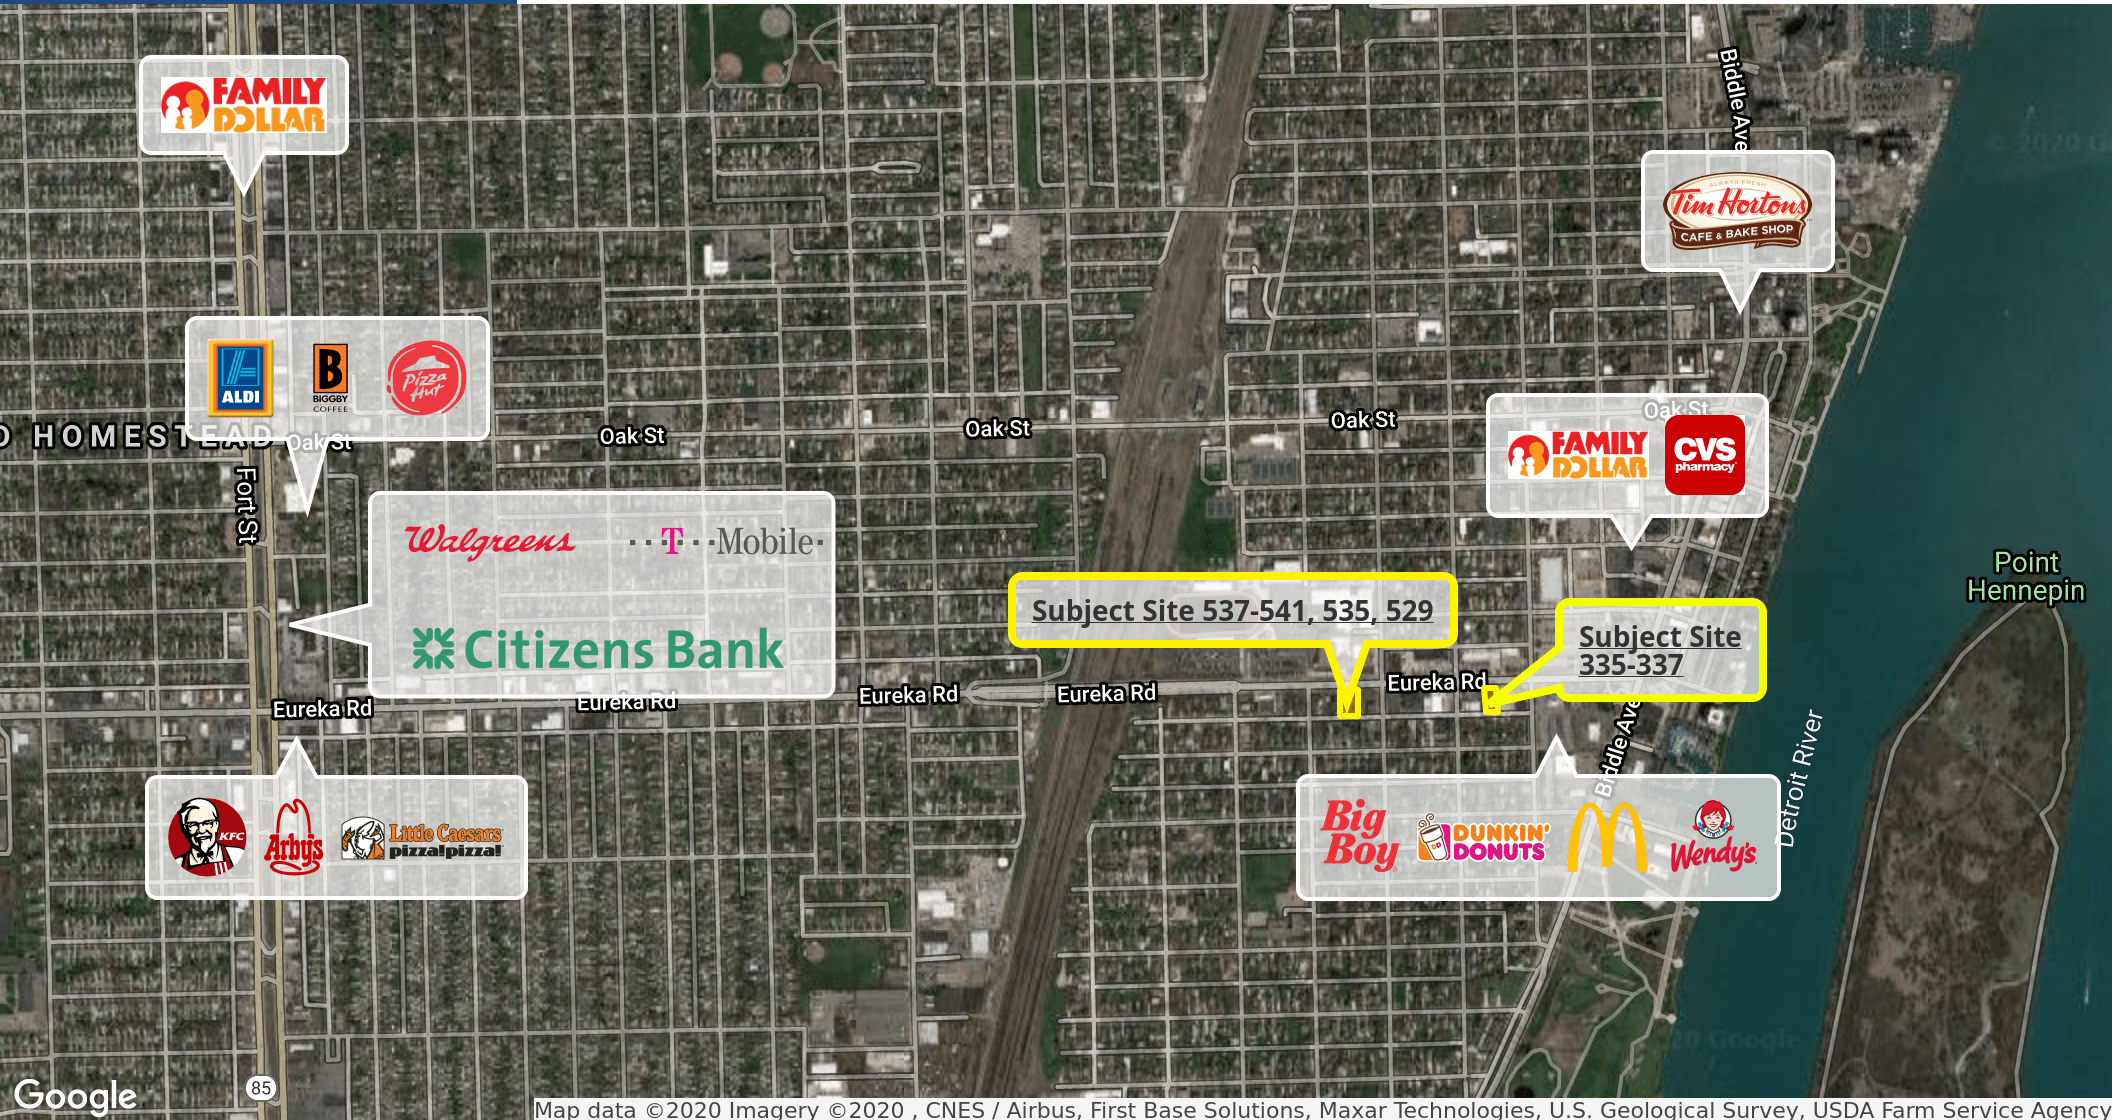 Biddle Ave
FAMILY
DOLLAR
ALWAYS FRESH
Tim Hortons
CAFE & BAKE SHOP
ALDI
B
BIGGBY
COFFEE
Pizza
Hut
HOMESTEAD
Oak St
Oak St
Oak St
Oak St
Oak St
FAMILY
DOLLAR
CVS
pharmacy
Fort St
Walgreens
T Mobile
Citizens Bank
Point
Hennepin
Subject Site 537-541, 535, 529
Subject Site
335-337
Eureka Rd
Eureka Rd
Eureka Rd
Eureka Rd
Eureka Rd
Biddle Ave
Detroit River
KFC
Arby's
Little Caesars
pizza!pizza!
Big
Boy
DUNKIN'
DONUTS
Wendy's
Google
85
Map data ©2020 Imagery ©2020 , CNES / Airbus, First Base Solutions, Maxar Technologies, U.S. Geological Survey, USDA Farm Service Agency